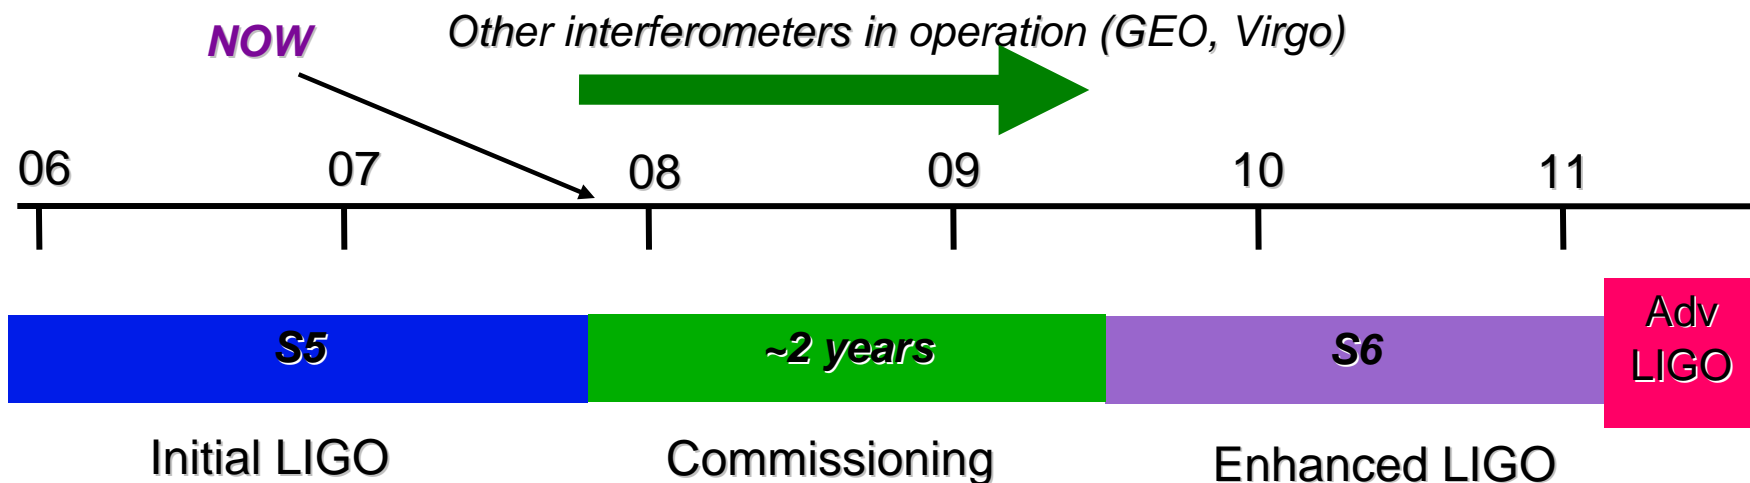 NOW
Other interferometers in operation (GEO, Virgo)
06 07 08 09 10 11
S5
~2 years
S6
Adv
LIGO
Initial LIGO
Commissioning
Enhanced LIGO